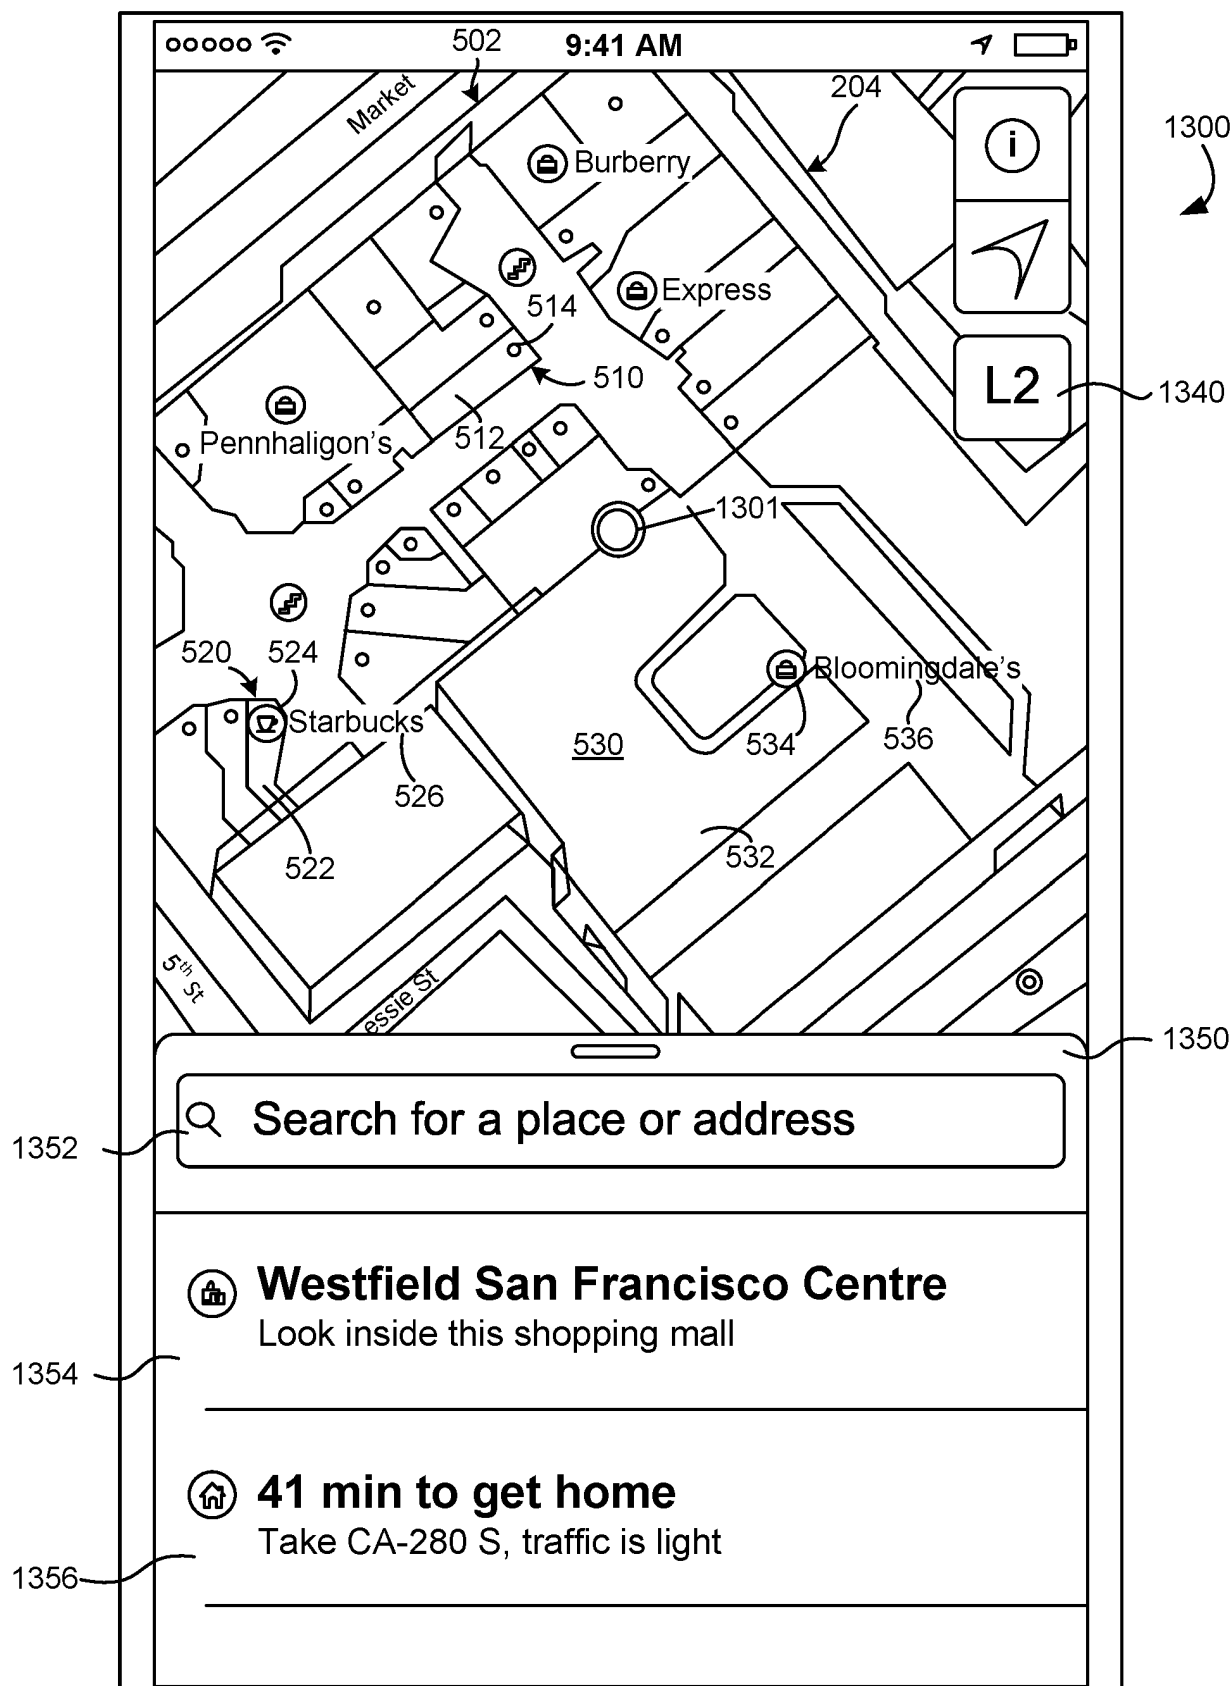 9:41 AM
502
204
1300
Market
i
Burberry
Express
514
510
L2
1340
512
Pennhaligon's
1301
520
524
Bloomingdale's
Starbucks
530
534
536
526
532
522
5th St
essie St
1350
Search for a place or address
1352
Westfield San Francisco Centre
Look inside this shopping mall
1354
41 min to get home
Take CA-280 S, traffic is light
1356